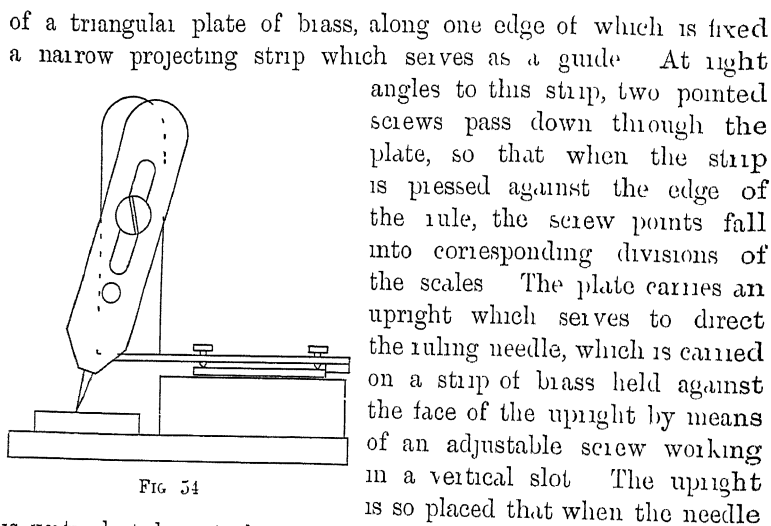 of a triangular plate of brass, along one edge of which is fixed
a narrow projecting strip which serves as a guide At right
angles to this strip, two pointed
screws pass down through the
plate, so that when the strip
is pressed against the edge of
the rule, the screw points fall
into corresponding divisions of
the scales The plate carries an
upright which serves to direct
the ruling needle, which is carried
on a strip of brass held against
the face of the upright by means
of an adjustable screw working
in a vertical slot The upright
is so placed that when the needle
FIG 54